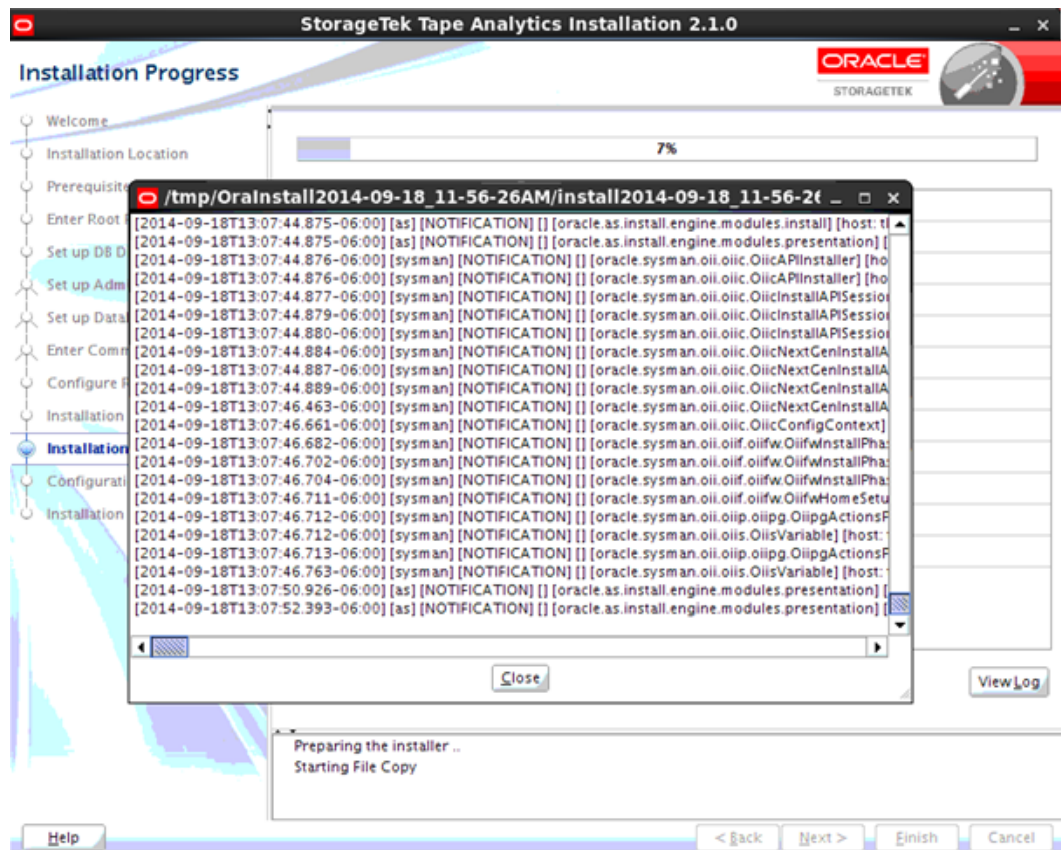 StorageTek Tape Analytics Installation 2.1.0
Installation Progress
ORACLE
STORAGETEK
Welcome
Installation Location
Prerequisite
Enter Root
Set up DB D
Set up Adm
Set up Data
Enter Comm
Configure
Installation
Installation
Configurati
Installation
7%
/tmp/OraInstall2014-09-18_11-56-26AM/install2014-09-18_11-56-26
[2014-09-18T13:07:44.875-06:00] [as] [NOTIFICATION] [] [oracle.as.install.engine.modules.install] [host: t
[2014-09-18T13:07:44.875-06:00] [as] [NOTIFICATION] [] [oracle.as.install.engine.modules.presentation] [
[2014-09-18T13:07:44.876-06:00] [sysman] [NOTIFICATION] [] [oracle.sysman.oii.oiic.OiicAPIInstaller] [ho
[2014-09-18T13:07:44.876-06:00] [sysman] [NOTIFICATION] [] [oracle.sysman.oii.oiic.OiicAPIInstaller] [ho
[2014-09-18T13:07:44.877-06:00] [sysman] [NOTIFICATION] [] [oracle.sysman.oii.oiic.OiicInstallAPISession
[2014-09-18T13:07:44.879-06:00] [sysman] [NOTIFICATION] [] [oracle.sysman.oii.oiic.OiicInstallAPISession
[2014-09-18T13:07:44.880-06:00] [sysman] [NOTIFICATION] [] [oracle.sysman.oii.oiic.OiicInstallAPISession
[2014-09-18T13:07:44.884-06:00] [sysman] [NOTIFICATION] [] [oracle.sysman.oii.oiic.OiicNextGenInstallA
[2014-09-18T13:07:44.887-06:00] [sysman] [NOTIFICATION] [] [oracle.sysman.oii.oiic.OiicNextGenInstallA
[2014-09-18T13:07:44.889-06:00] [sysman] [NOTIFICATION] [] [oracle.sysman.oii.oiic.OiicNextGenInstallA
[2014-09-18T13:07:46.463-06:00] [sysman] [NOTIFICATION] [] [oracle.sysman.oii.oiic.OiicNextGenInstallA
[2014-09-18T13:07:46.661-06:00] [sysman] [NOTIFICATION] [] [oracle.sysman.oii.oiic.OiicConfigContext]
[2014-09-18T13:07:46.682-06:00] [sysman] [NOTIFICATION] [] [oracle.sysman.oii.oiif.oiifw.OiifwInstallPha
[2014-09-18T13:07:46.702-06:00] [sysman] [NOTIFICATION] [] [oracle.sysman.oii.oiif.oiifw.OiifwInstallPha
[2014-09-18T13:07:46.704-06:00] [sysman] [NOTIFICATION] [] [oracle.sysman.oii.oiif.oiifw.OiifwInstallPha
[2014-09-18T13:07:46.711-06:00] [sysman] [NOTIFICATION] [] [oracle.sysman.oii.oiif.oiifw.OiifwHomeSetu
[2014-09-18T13:07:46.712-06:00] [sysman] [NOTIFICATION] [] [oracle.sysman.oii.oiip.oiipg.OiipgActionsP
[2014-09-18T13:07:46.712-06:00] [sysman] [NOTIFICATION] [] [oracle.sysman.oii.oiis.OiisVariable] [host:
[2014-09-18T13:07:46.713-06:00] [sysman] [NOTIFICATION] [] [oracle.sysman.oii.oiip.oiipg.OiipgActionsP
[2014-09-18T13:07:46.763-06:00] [sysman] [NOTIFICATION] [] [oracle.sysman.oii.oiis.OiisVariable] [host:
[2014-09-18T13:07:50.926-06:00] [as] [NOTIFICATION] [] [oracle.as.install.engine.modules.presentation] [
[2014-09-18T13:07:52.393-06:00] [as] [NOTIFICATION] [] [oracle.as.install.engine.modules.presentation] [
Close
View Log
Preparing the installer ..
Starting File Copy
Help
< Back
Next >
Finish
Cancel